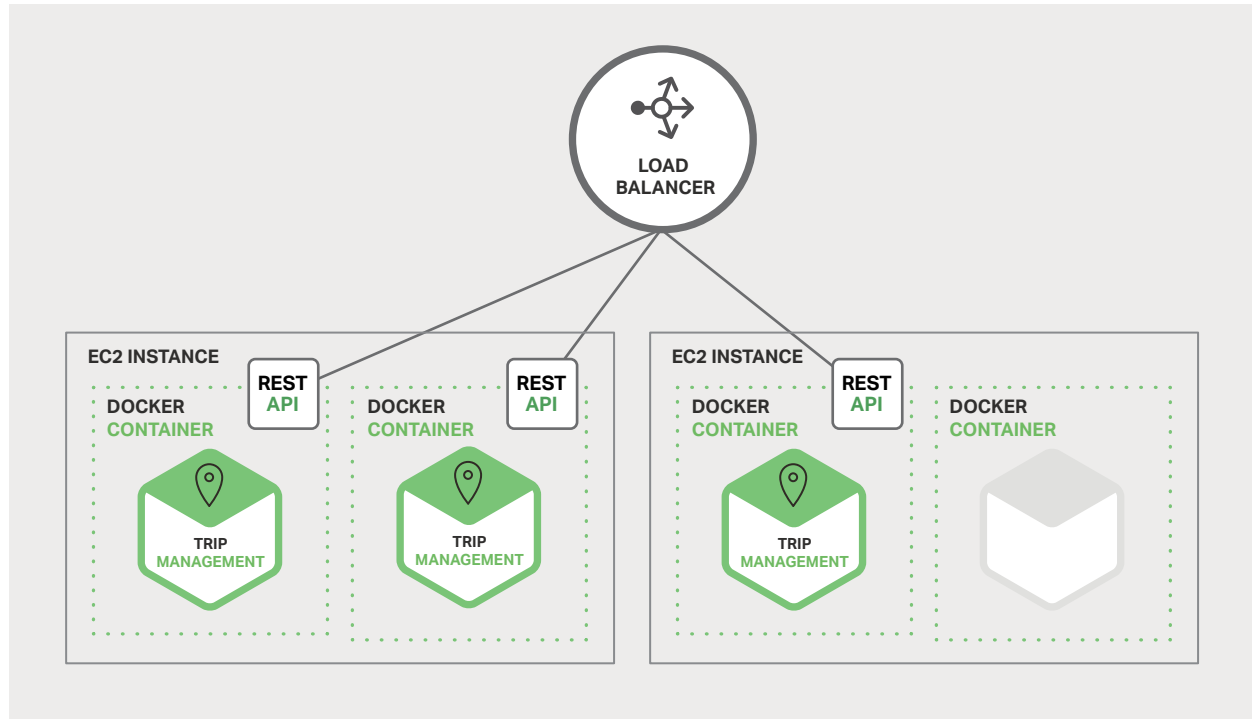 LOAD
BALANCER
EC2 INSTANCE
REST
API
DOCKER
CONTAINER
TRIP
MANAGEMENT
REST
API
DOCKER
CONTAINER
TRIP
MANAGEMENT
EC2 INSTANCE
REST
API
DOCKER
CONTAINER
TRIP
MANAGEMENT
DOCKER
CONTAINER